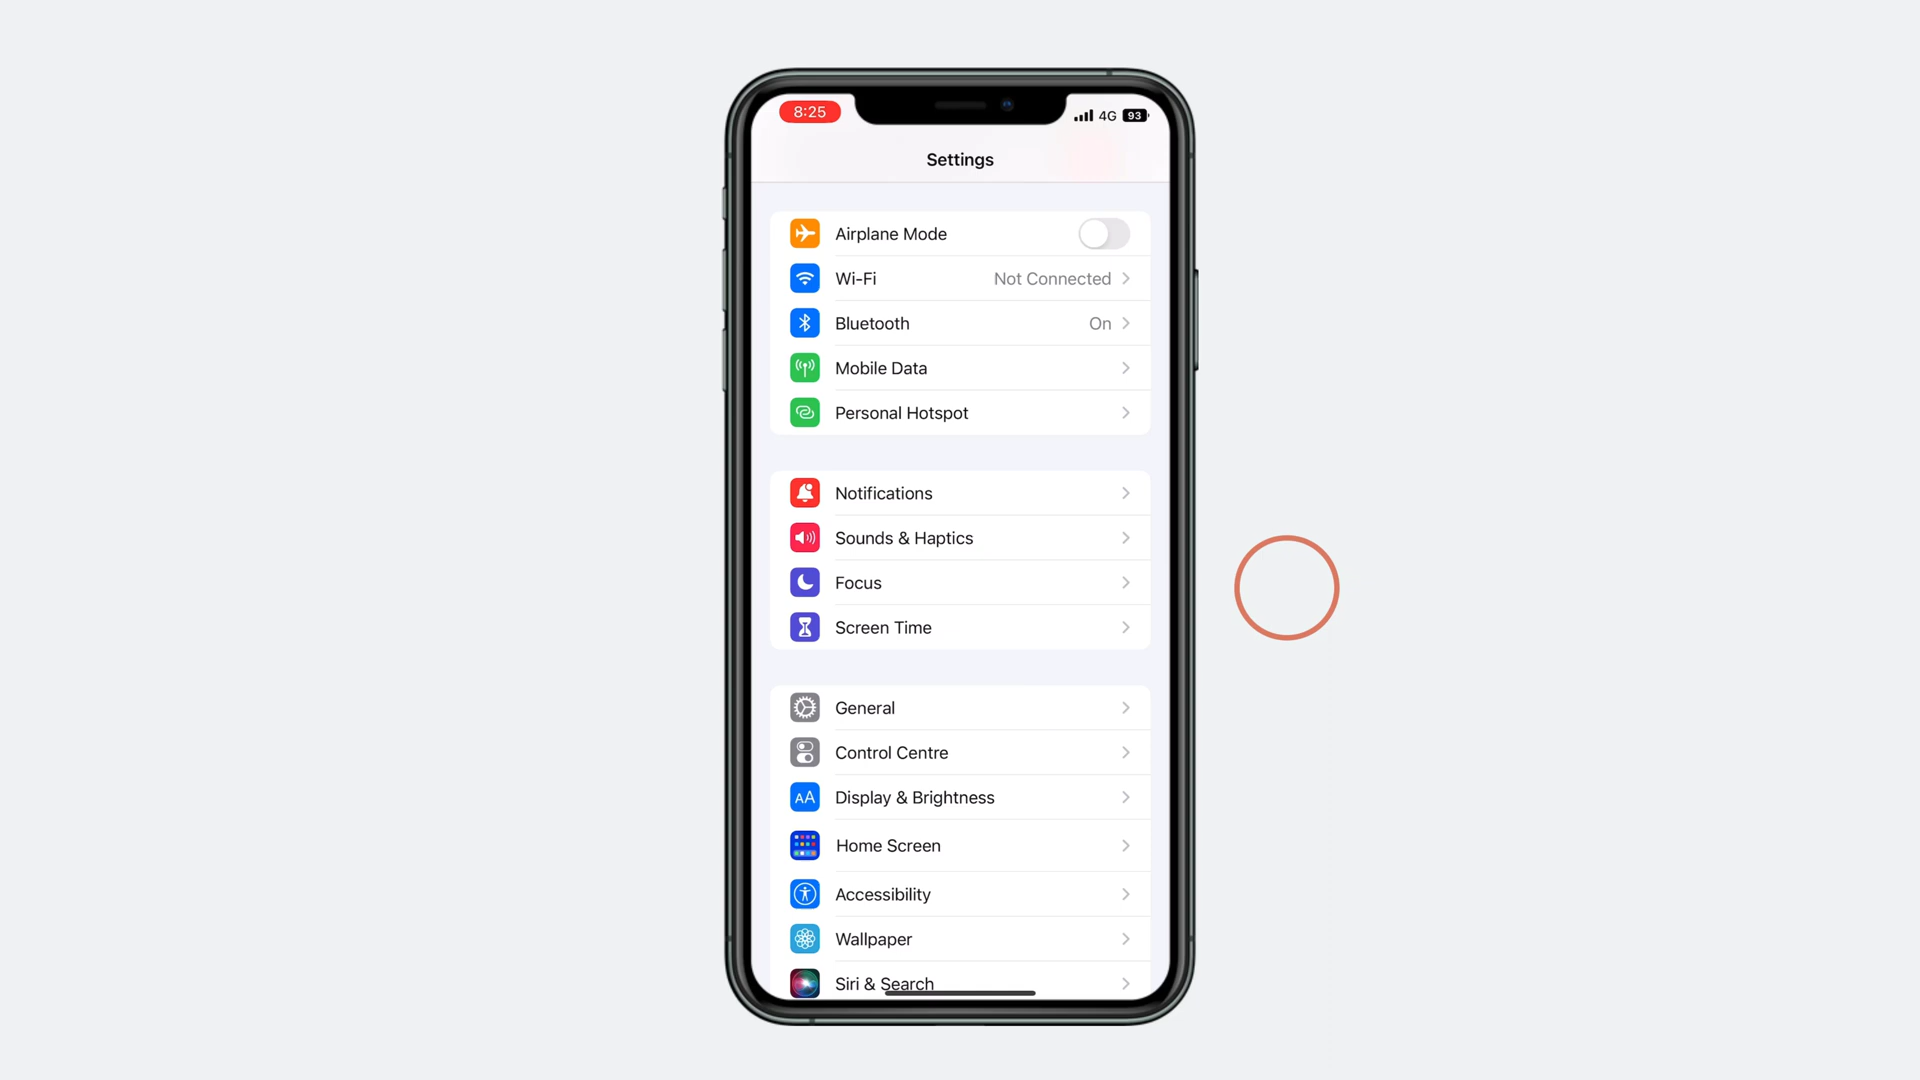 8:25
4G 93
Settings
Airplane Mode
Wi-Fi Not Connected
Bluetooth On
Mobile Data
Personal Hotspot
Notifications
Sounds & Haptics
Focus
Screen Time
General
Control Centre
AA Display & Brightness
Home Screen
Accessibility
Wallpaper
Siri & Search